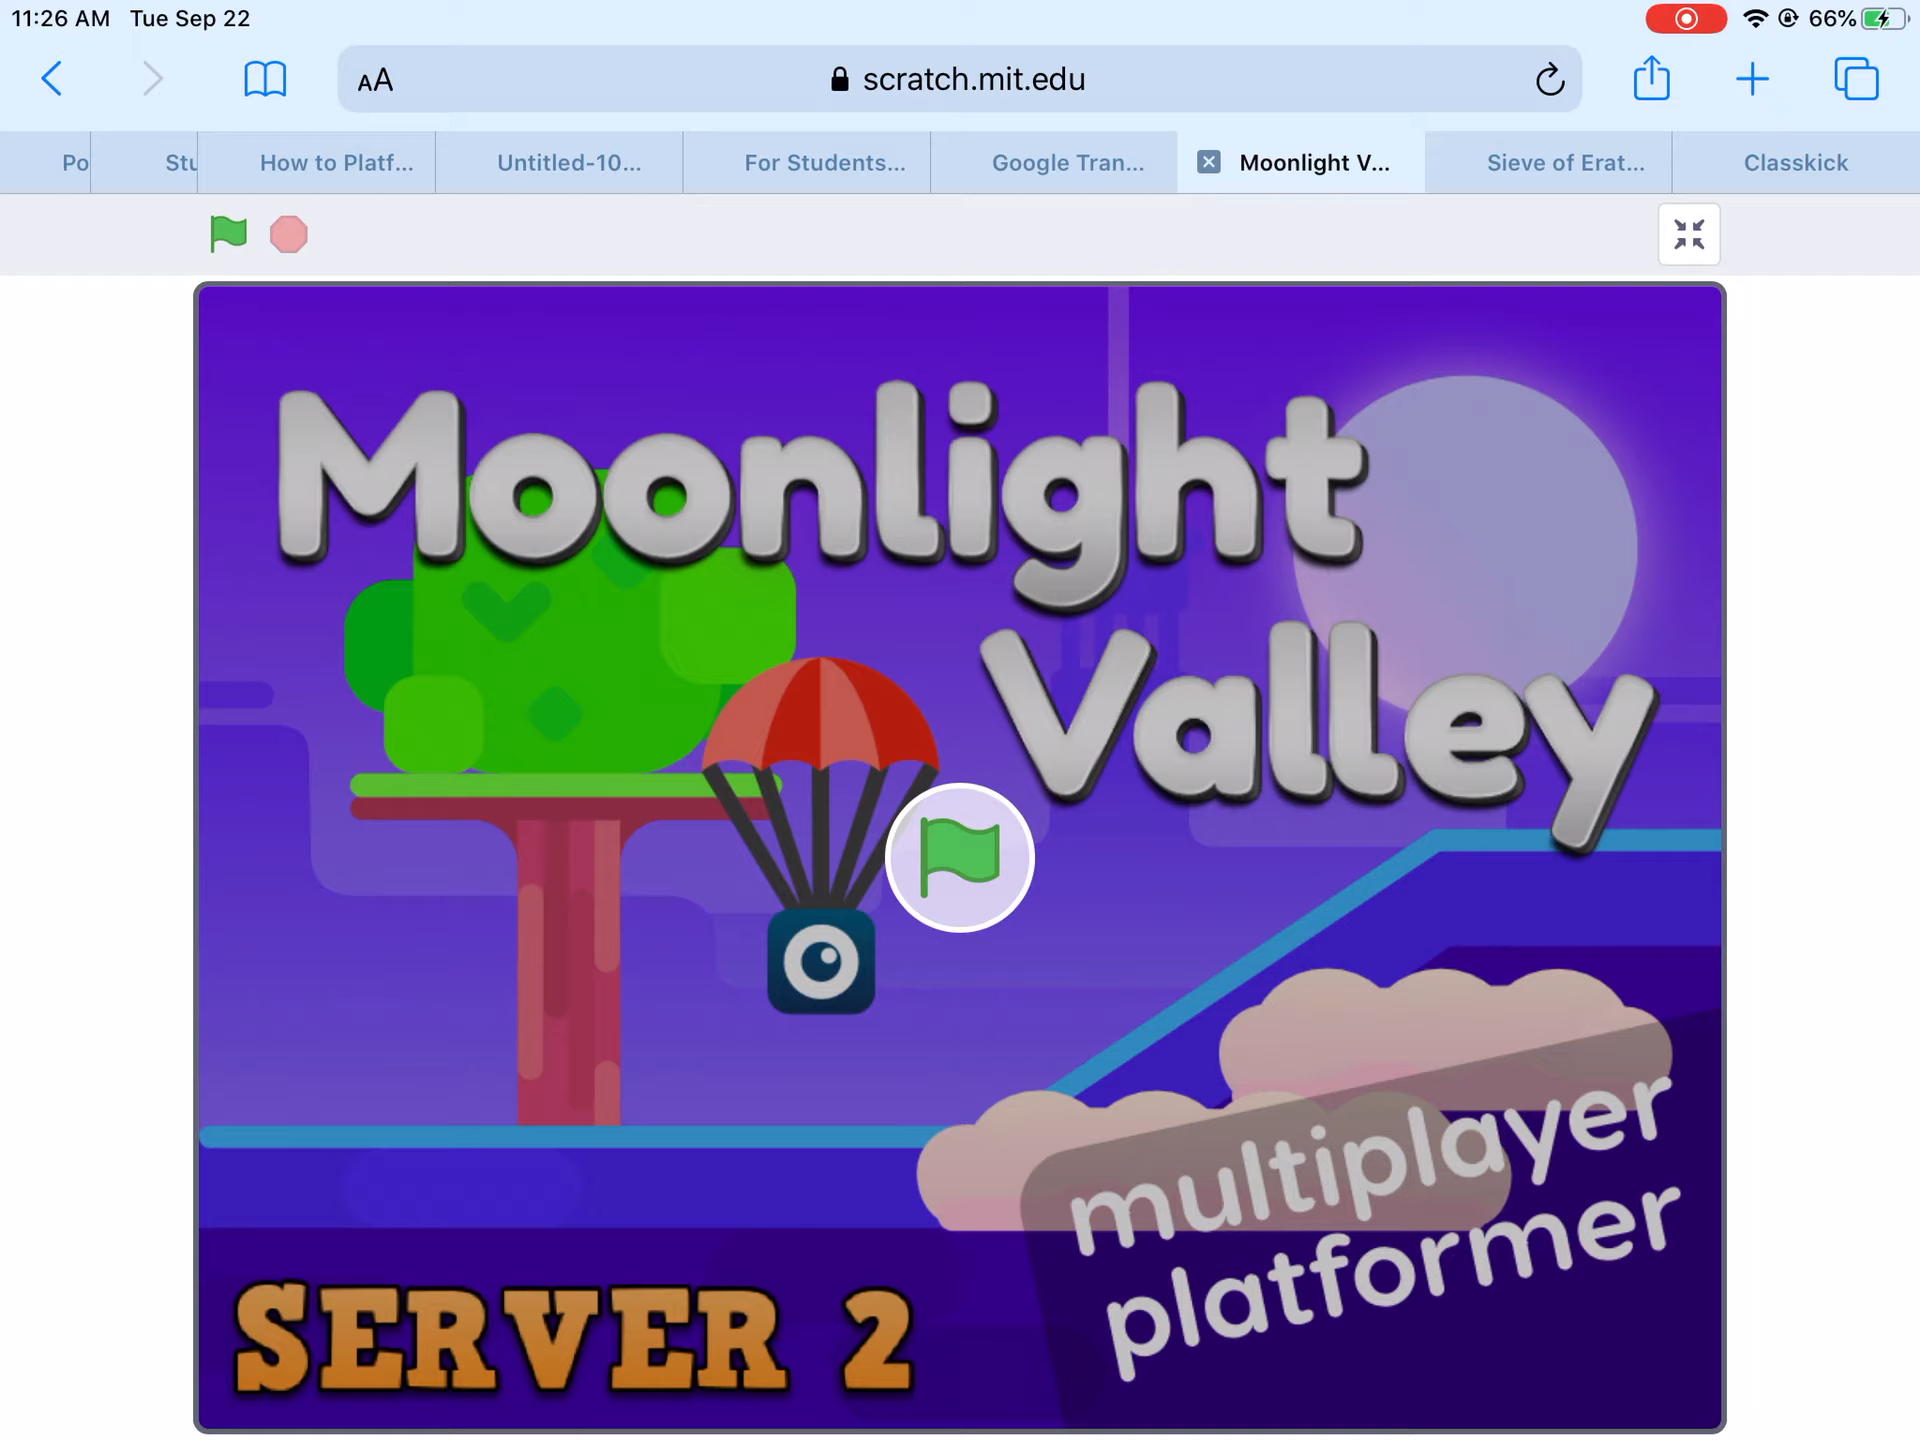 11:26 AM Tue Sep 22
66%
AA
scratch.mit.edu
Po
Stu
How to Platf...
Untitled-10...
For Students...
Google Tran...
Moonlight V...
Sieve of Erat...
Classkick
Moonlight
Valley
multiplayer
platformer
SERVER 2